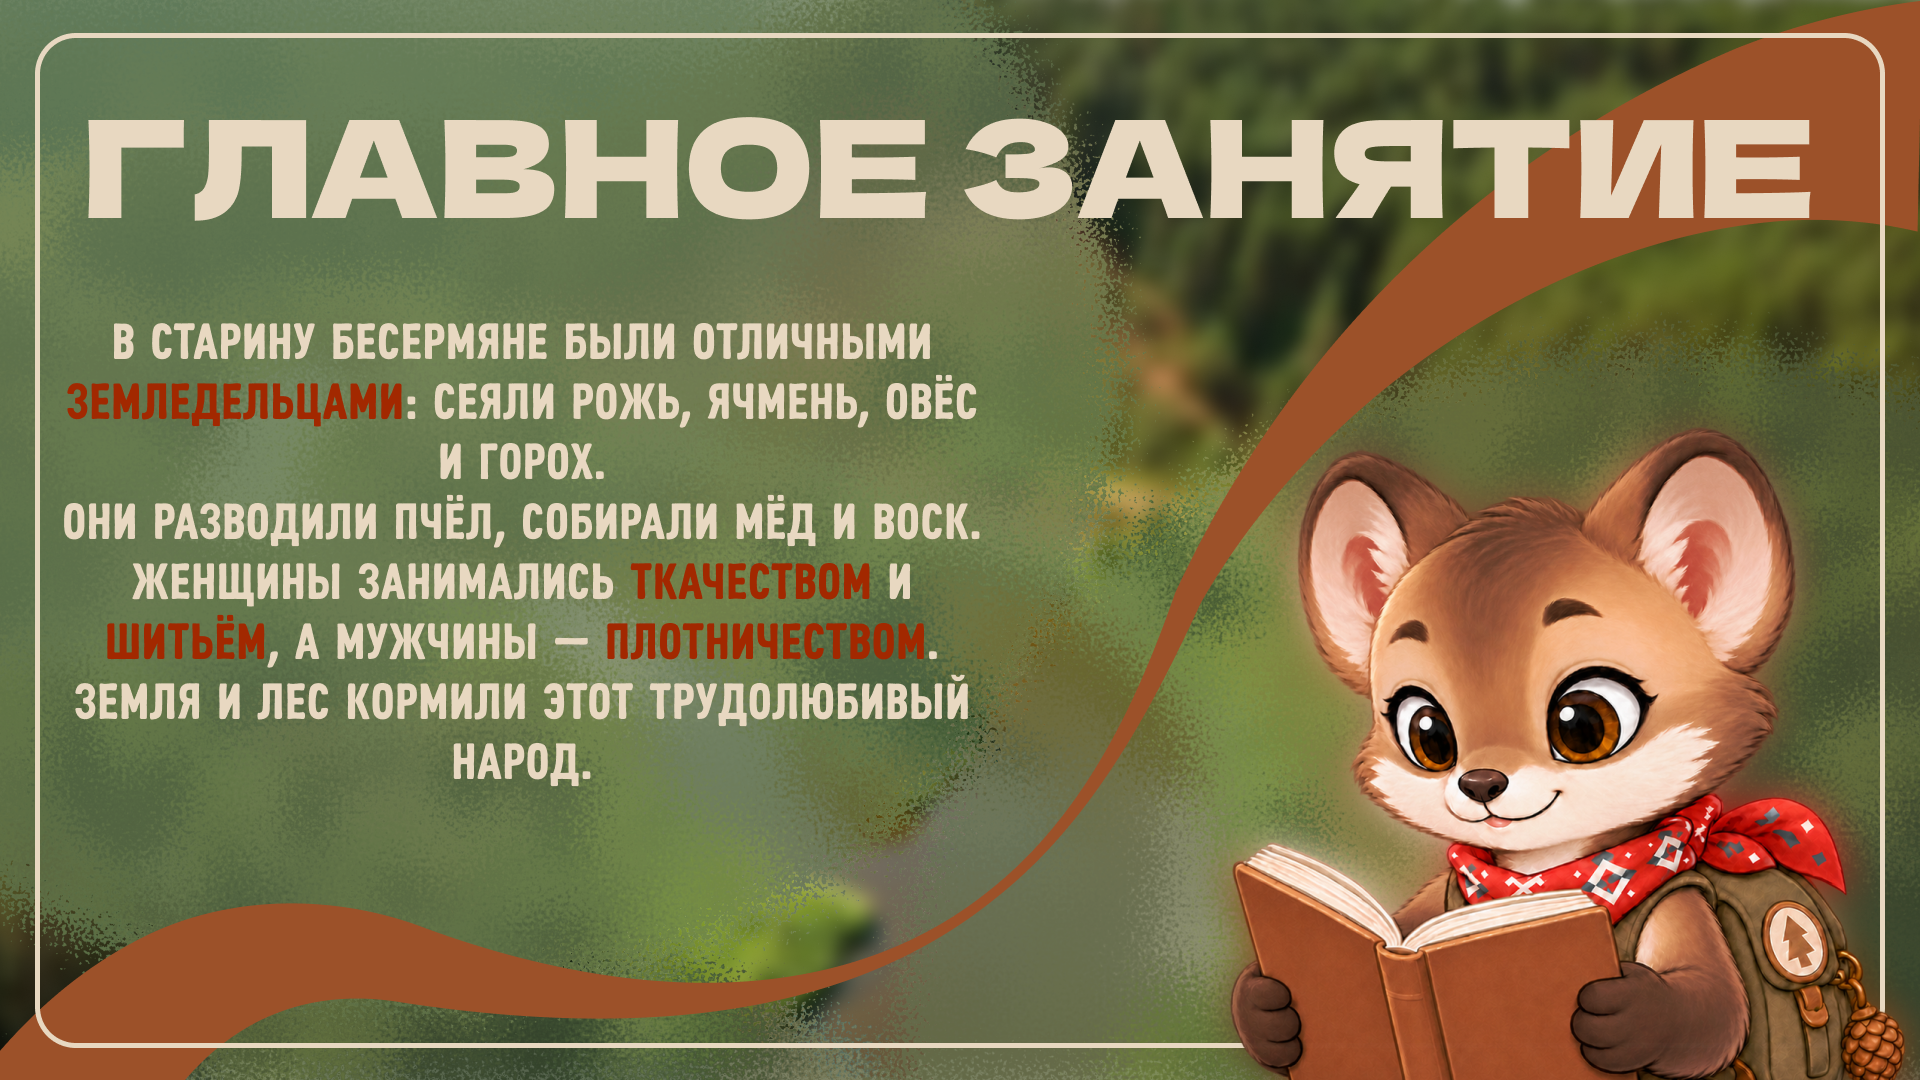 ГЛАВНОЕ ЗАНЯТИЕ
В СТАРИНУ БЕСЕРМЯНЕ БЫЛИ ОТЛИЧНЫМИ
ЗЕМЛЕДЕЛЬЦАМИ: СЕЯЛИ РОЖЬ, ЯЧМЕНЬ, ОВЁС
И ГОРОХ.
ОНИ РАЗВОДИЛИ ПЧЁЛ, СОБИРАЛИ МЁД И ВОСК.
ЖЕНЩИНЫ ЗАНИМАЛИСЬ ТКАЧЕСТВОМ И
ШИТЬЁМ, А МУЖЧИНЫ — ПЛОТНИЧЕСТВОМ.
ЗЕМЛЯ И ЛЕС КОРМИЛИ ЭТОТ ТРУДОЛЮБИВЫЙ
НАРОД.